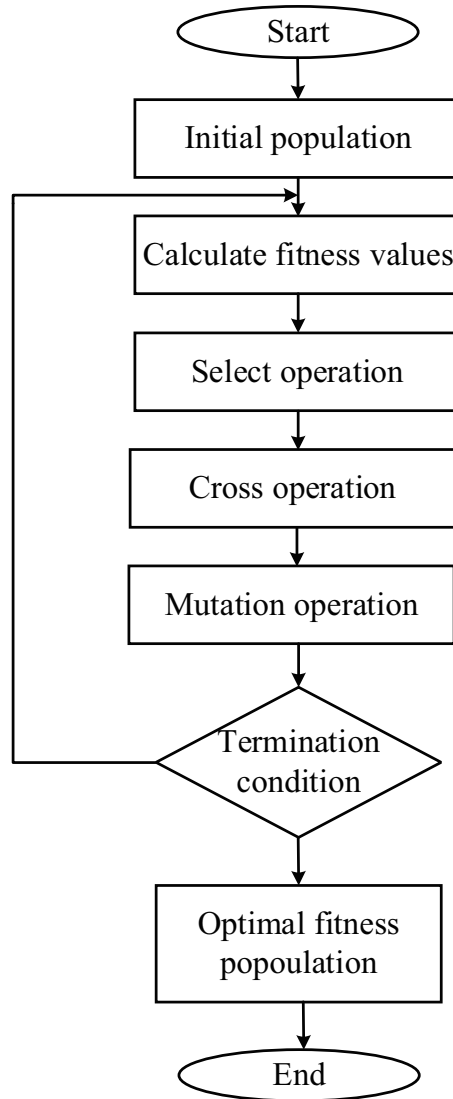 Start
Initial population
Calculate fitness values
Select operation
Cross operation
Mutation operation
Termination
condition
Optimal fitness
popoulation
End